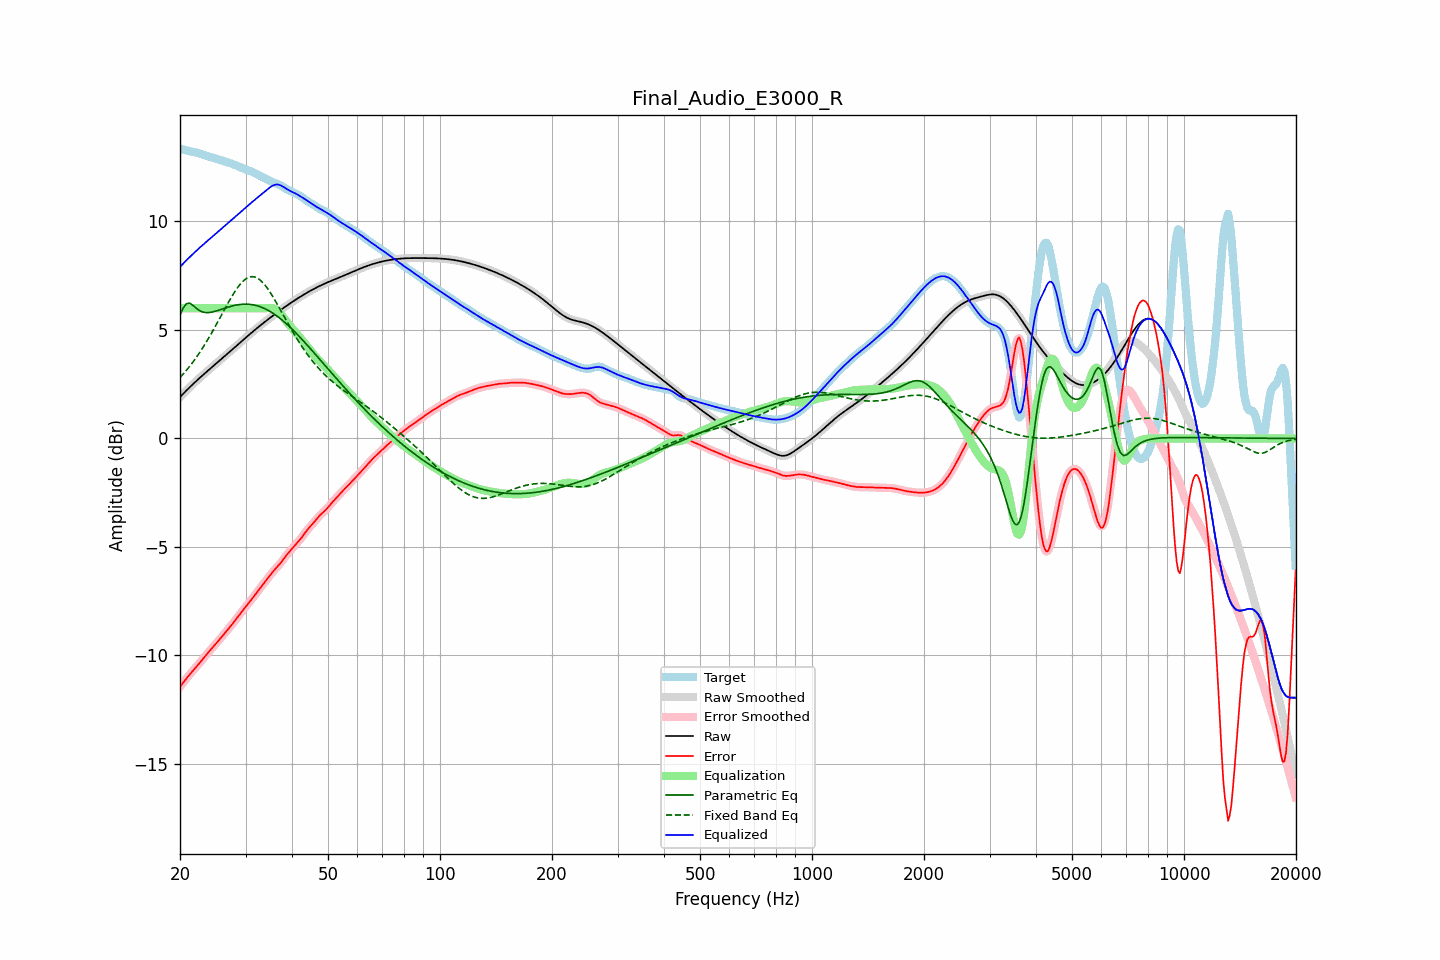 Final_Audio_E3000_R
Amplitude (dBr)
10
5
0
−5
−10
−15
Target
Raw Smoothed
Error Smoothed
Raw
Error
Equalization
Parametric Eq
Fixed Band Eq
Equalized
20 50 100 200 500 1000 2000 5000 10000 20000
Frequency (Hz)